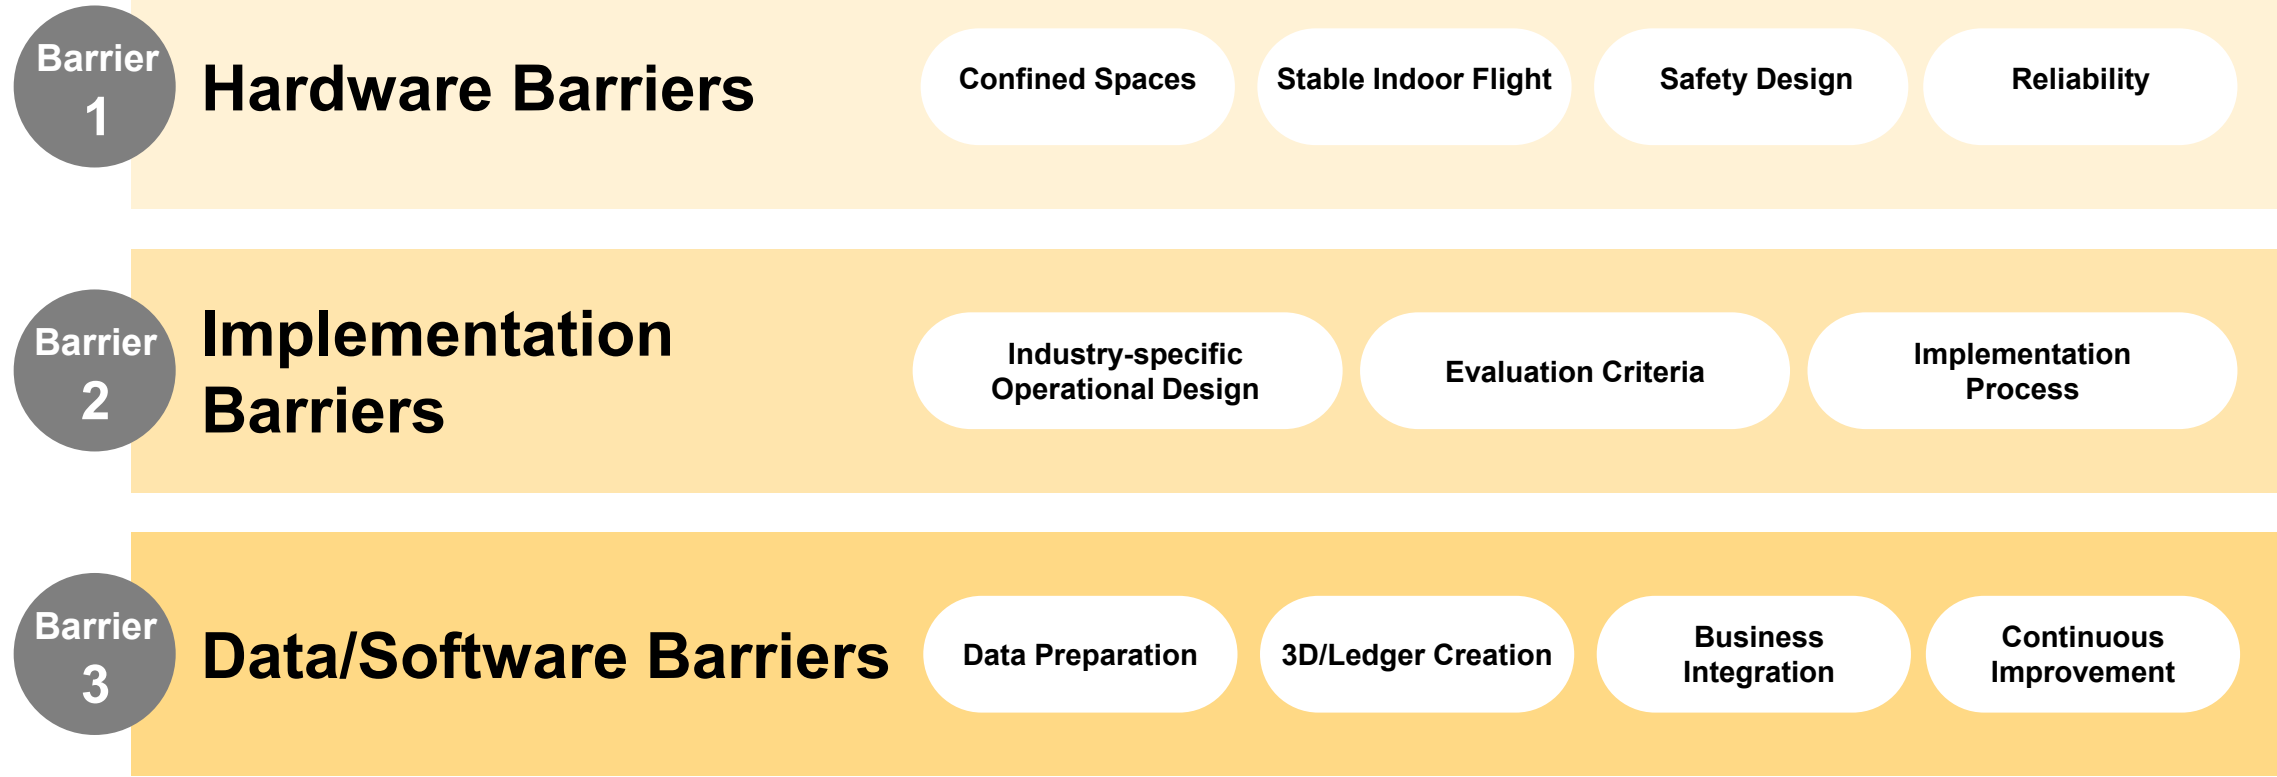 Barrier
1
Hardware Barriers
Confined Spaces
Stable Indoor Flight
Safety Design
Reliability
Barrier
2
Implementation
Barriers
Industry-specific
Operational Design
Evaluation Criteria
Implementation
Process
Barrier
3
Data/Software Barriers
Data Preparation
3D/Ledger Creation
Business
Integration
Continuous
Improvement